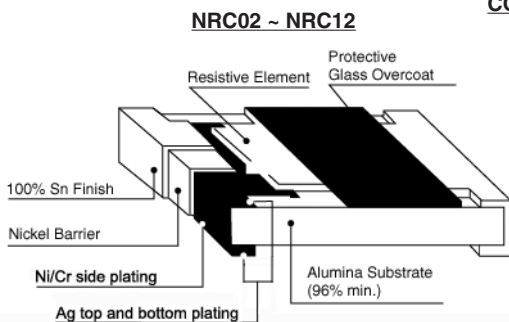 NRC02 ~ NRC12
Protective
Glass Overcoat
Resistive Element
100% Sn Finish
Nickel Barrier
Ni/Cr side plating
Ag top and bottom plating
Alumina Substrate
(96% min.)